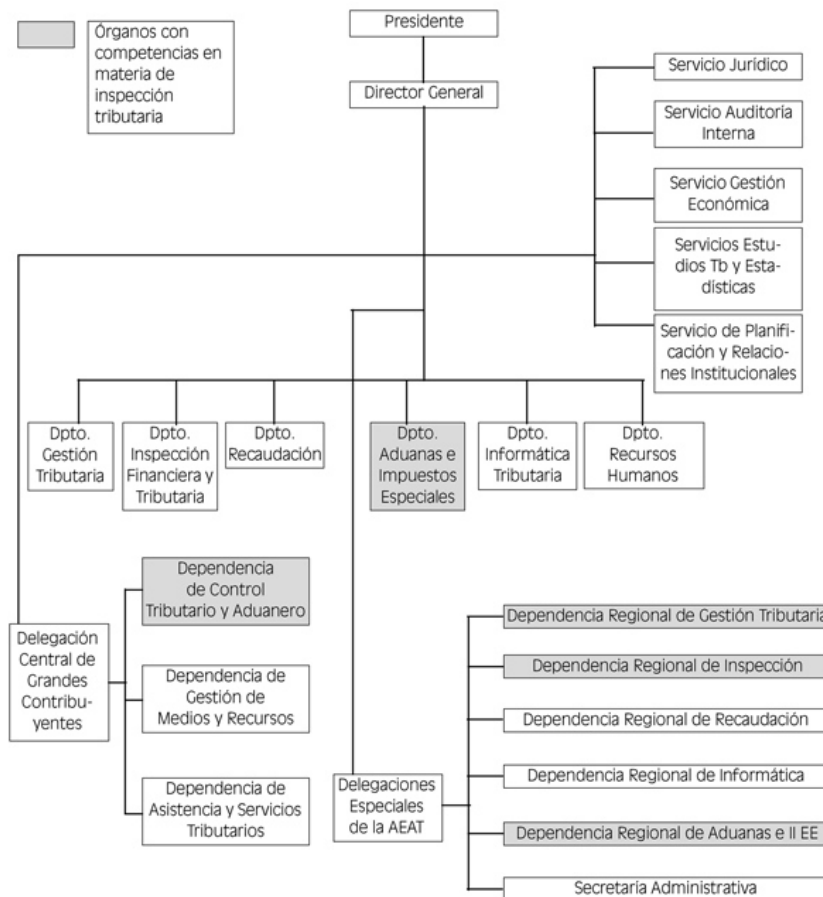 Órganos con
competencias en
materia de
inspección
tributaria
Presidente
Director General
Servicio Jurídico
Servicio Auditoría
Interna
Servicio Gestión
Económica
Servicios Estu-
dios Tb y Esta-
dísticas
Servicio de Planifi-
cación y Relacio-
nes Institucionales
Dpto.
Gestión
Tributaria
Dpto.
Inspección
Financiera y
Tributaria
Dpto.
Recaudación
Dpto.
Aduanas e
Impuestos
Especiales
Dpto.
Informática
Tributaria
Dpto.
Recursos
Humanos
Delegación
Central de
Grandes
Contribu-
yentes
Dependencia
de Control
Tributario y Aduanero
Dependencia de
Gestión de
Medios y Recursos
Dependencia de
Asistencia y Servicios
Tributarios
Delegaciones
Especiales
de la AEAT
Dependencia Regional de Gestión Tributaria
Dependencia Regional de Inspección
Dependencia Regional de Recaudación
Dependencia Regional de Informática
Dependencia Regional de Aduanas e II EE
Secretaría Administrativa